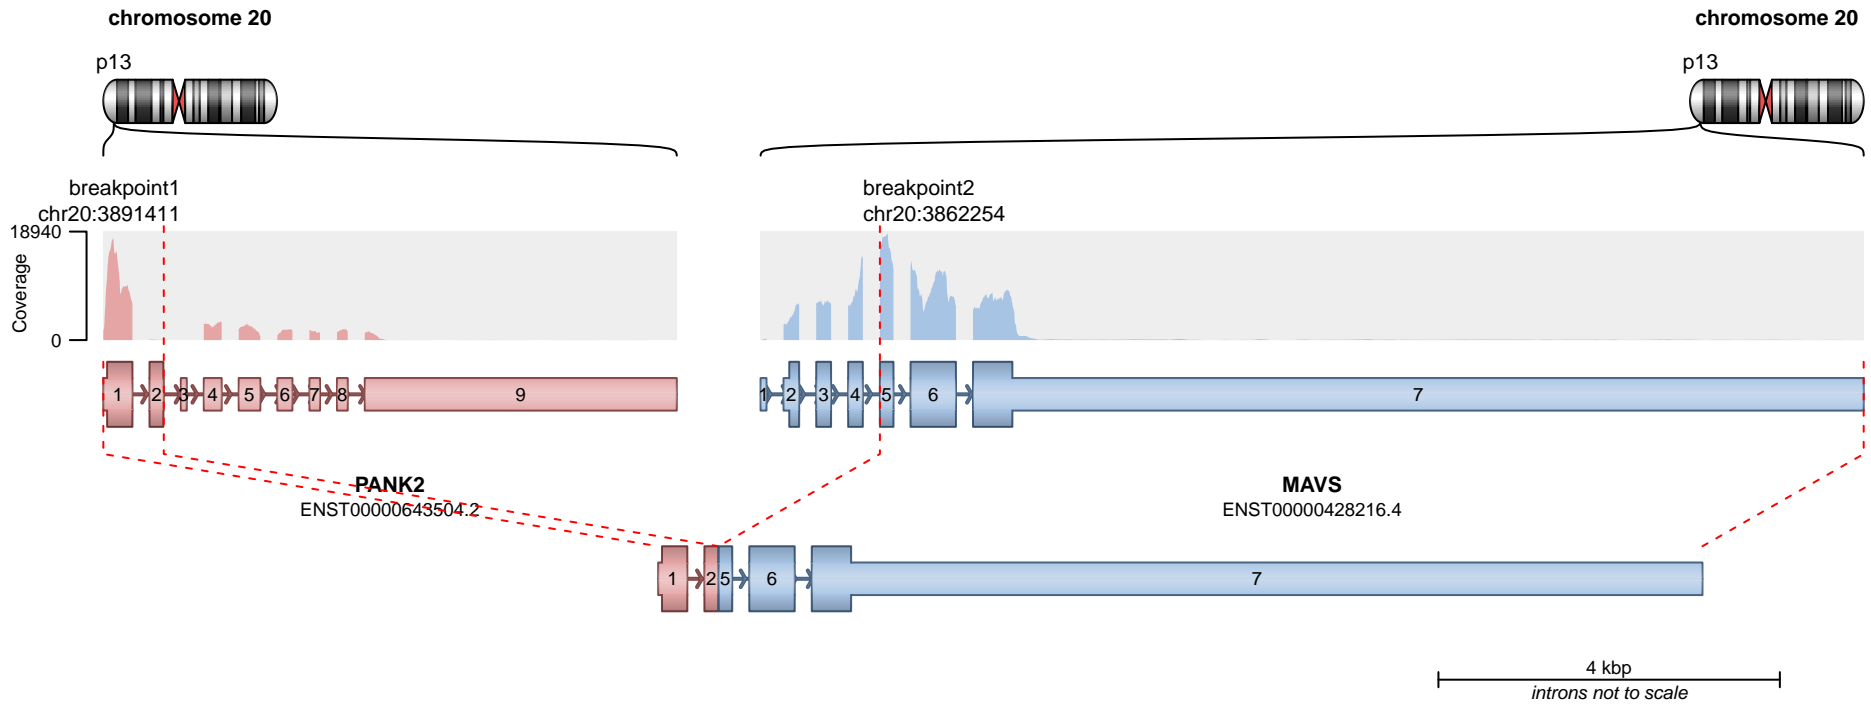 chromosome 20
chromosome 20
p13
p13
breakpoint1
chr20:3891411
breakpoint2
chr20:3862254
18940
Coverage
0
1 2 3 4 5 6 7 8 9
1 2 3 4 5 6 7
PANK2
ENST00000643504.2
MAVS
ENST00000428216.4
1 2 5 6 7
4 kbp
introns not to scale